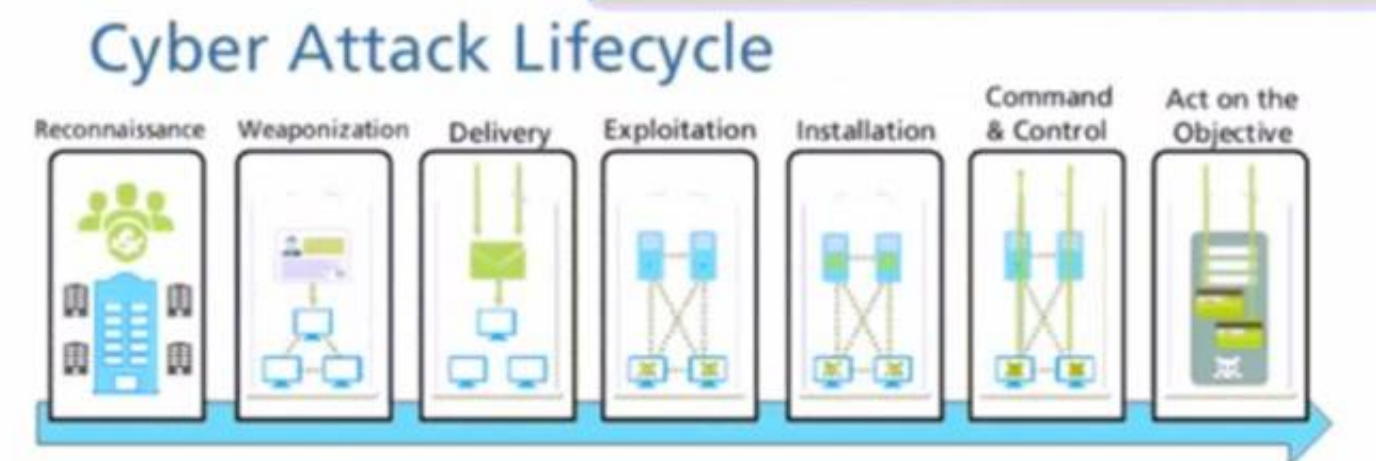 Cyber Attack Lifecycle
Reconnaissance
Weaponization
Delivery
Exploitation
Installation
Command
& Control
Act on the
Objective